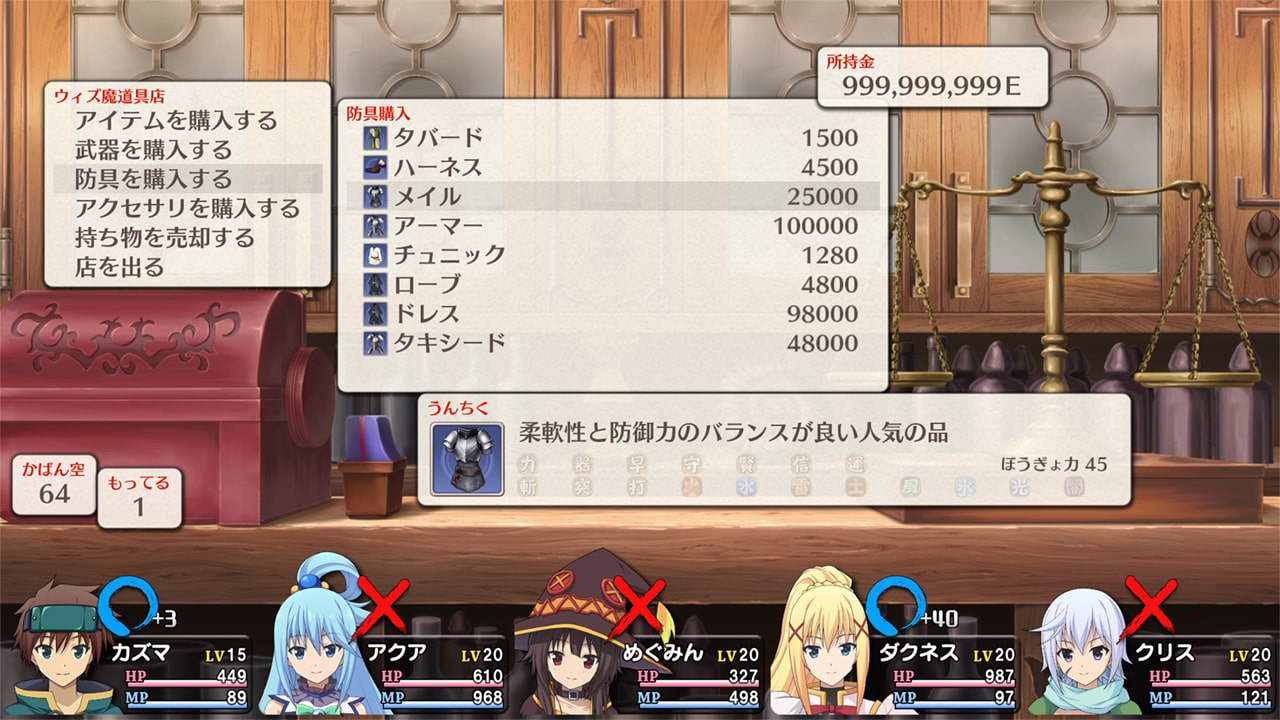 ウィズ魔道具店
アイテムを購入する
武器を購入する
防具を購入する
アクセサリを購入する
持ち物を売却する
店を出る
所持金
999,999,999E
防具購入
タバード 1500
ハーネス 4500
メイル 25000
アーマー 100000
チュニック 1280
ローブ 4800
ドレス 98000
タキシード 48000
うんちく
柔軟性と防御力のバランスが良い人気の品
力 器 早 守 賢 信 運
ぼうぎょ力 45
斬 突 打 火 水 雷 土 風 氷 光 闇
かばん空
64
もってる
1
+3
カズマ LV15
HP 449
MP 89
アクア LV20
HP 610
MP 968
めぐみん LV20
HP 327
MP 498
+40
ダクネス LV20
HP 987
MP 97
クリス LV20
HP 563
MP 121